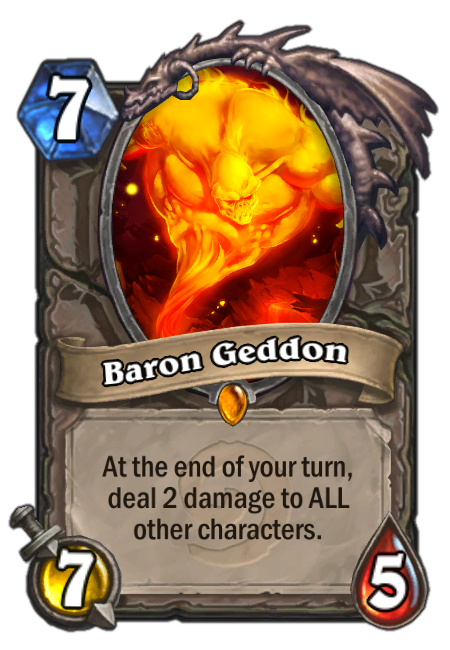 7
Baron Geddon
At the end of your turn,
deal 2 damage to ALL
other characters.
7
5